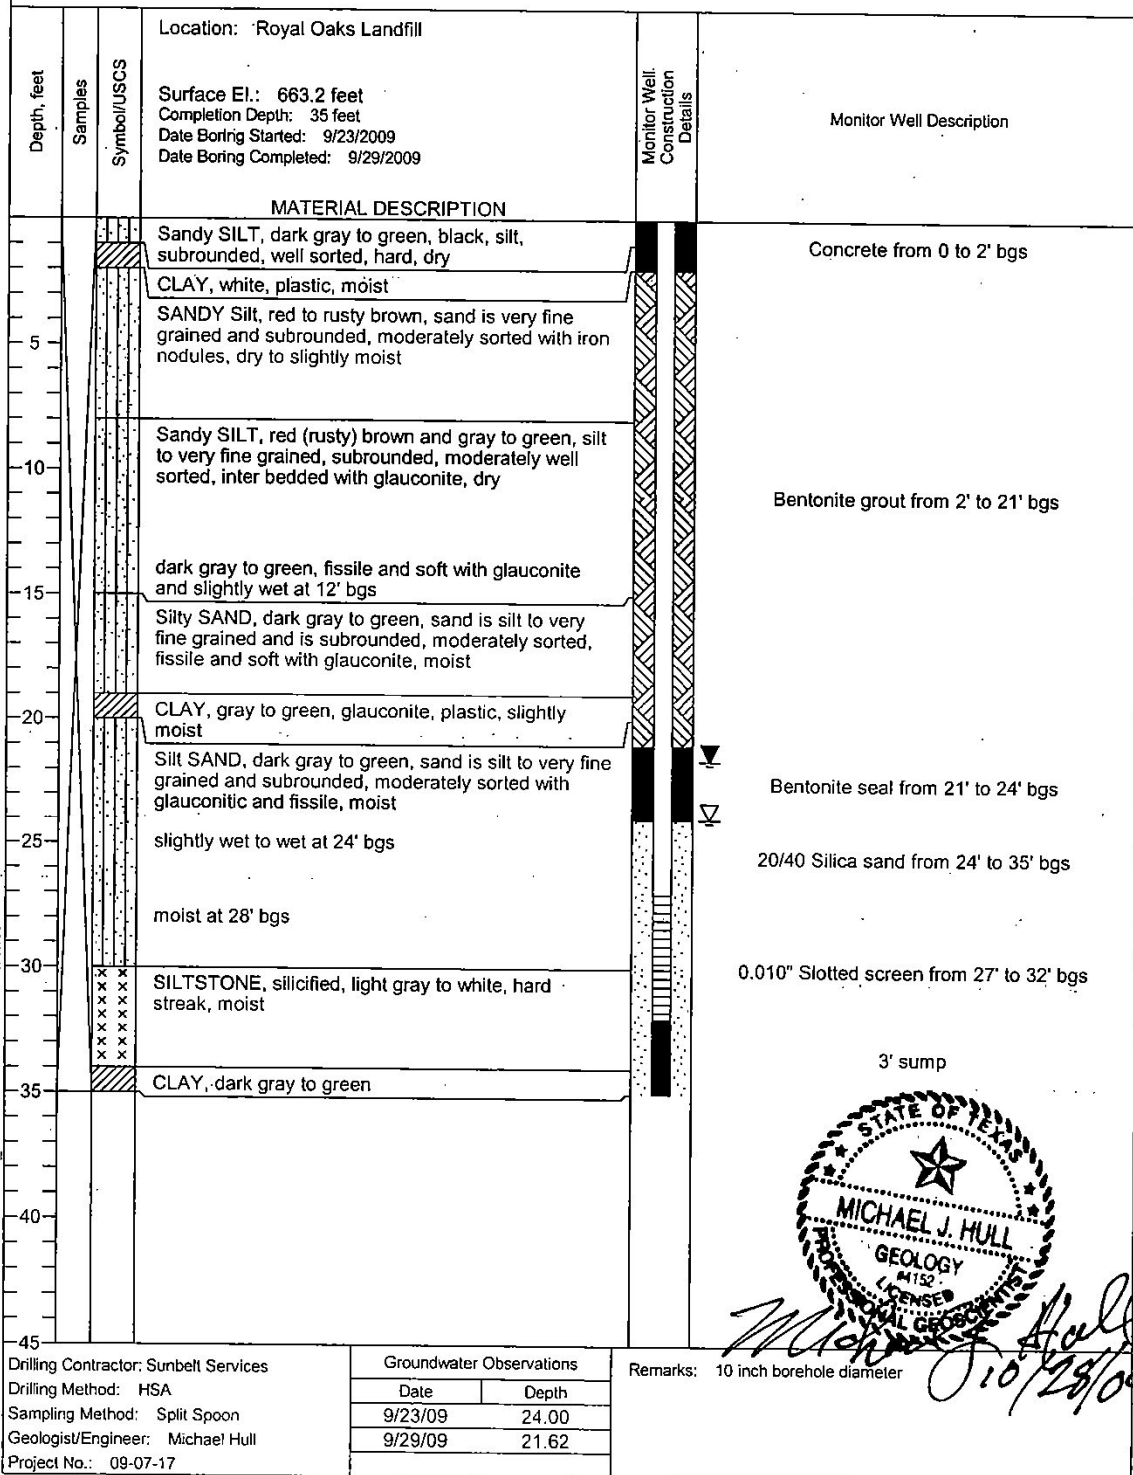 Depth, feet
Samples
Symbol/USCS
Location: Royal Oaks Landfill
Surface El.: 663.2 feet
Completion Depth: 35 feet
Date Boring Started: 9/23/2009
Date Boring Completed: 9/29/2009
MATERIAL DESCRIPTION
Monitor Well
Construction
Details
Monitor Well Description
Sandy SILT, dark gray to green, black, silt,
subrounded, well sorted, hard, dry
CLAY, white, plastic, moist
SANDY Silt, red to rusty brown, sand is very fine
grained and subrounded, moderately sorted with iron
nodules, dry to slightly moist
Sandy SILT, red (rusty) brown and gray to green, silt
to very fine grained, subrounded, moderately well
sorted, inter bedded with glauconite, dry
dark gray to green, fissile and soft with glauconite
and slightly wet at 12' bgs
Silty SAND, dark gray to green, sand is silt to very
fine grained and is subrounded, moderately sorted,
fissile and soft with glauconite, moist
CLAY, gray to green, glauconite, plastic, slightly
moist
Silt SAND, dark gray to green, sand is silt to very fine
grained and subrounded, moderately sorted with
glauconitic and fissile, moist
slightly wet to wet at 24' bgs
moist at 28' bgs
SILTSTONE, silicified, light gray to white, hard
streak, moist
CLAY, dark gray to green
5
10
15
20
25
30
35
40
45
Concrete from 0 to 2' bgs
Bentonite grout from 2' to 21' bgs
Bentonite seal from 21' to 24' bgs
20/40 Silica sand from 24' to 35' bgs
0.010" Slotted screen from 27' to 32' bgs
3' sump
STATE OF TEXAS
MICHAEL J. HULL
GEOLOGY
4152
LICENSED
PROFESSIONAL GEOSCIENTIST
Michael J Hull
10/28/0
Drilling Contractor: Sunbelt Services
Drilling Method: HSA
Sampling Method: Split Spoon
Geologist/Engineer: Michael Hull
Project No.: 09-07-17
Groundwater Observations
Date Depth
9/23/09 24.00
9/29/09 21.62
Remarks: 10 inch borehole diameter